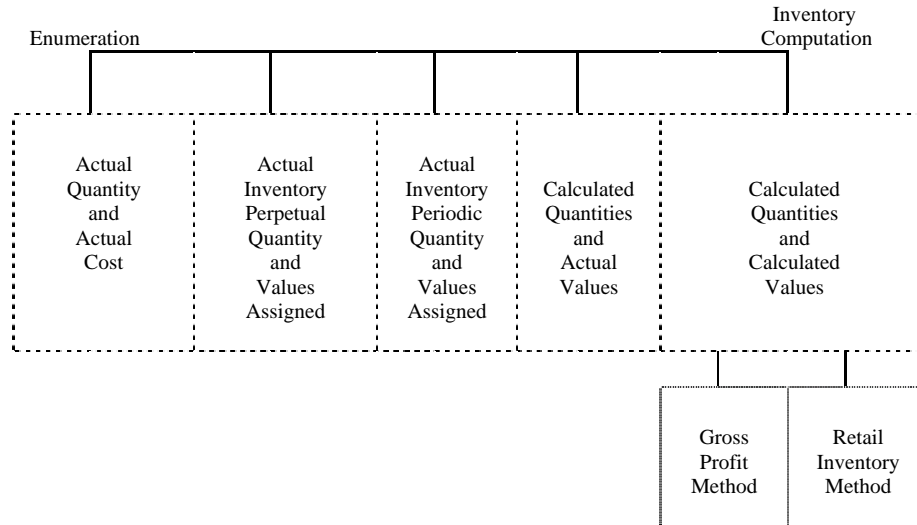 Enumeration
Inventory
Computation
Actual
Quantity
and
Actual
Cost
Actual
Inventory
Perpetual
Quantity
and
Values
Assigned
Actual
Inventory
Periodic
Quantity
and
Values
Assigned
Calculated
Quantities
and
Actual
Values
Calculated
Quantities
and
Calculated
Values
Gross
Profit
Method
Retail
Inventory
Method